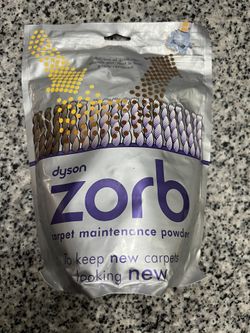 dyson
zorb
carpet maintenance powder
To keep new carpets
looking new